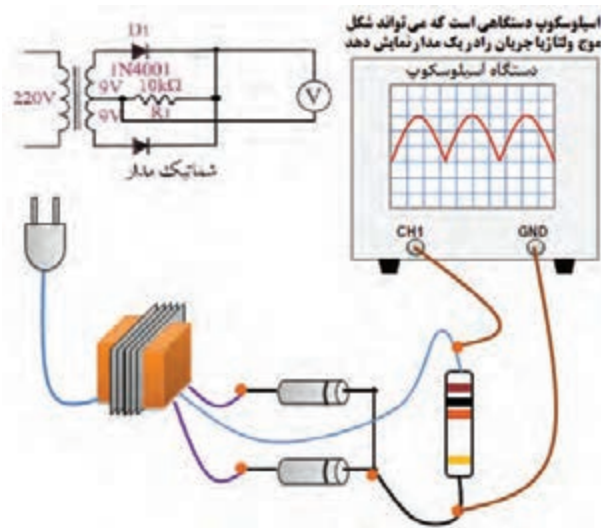 اسیلوسکوپ دستگاهی است که می تواند شکل
موج ولتاژ یا جریان را در یک مدار نمایش دهد
دستگاه اسیلوسکوپ
CH1
GND
D1
1N4001
220V
9V
10kΩ
9V
R1
V
شماتیک مدار